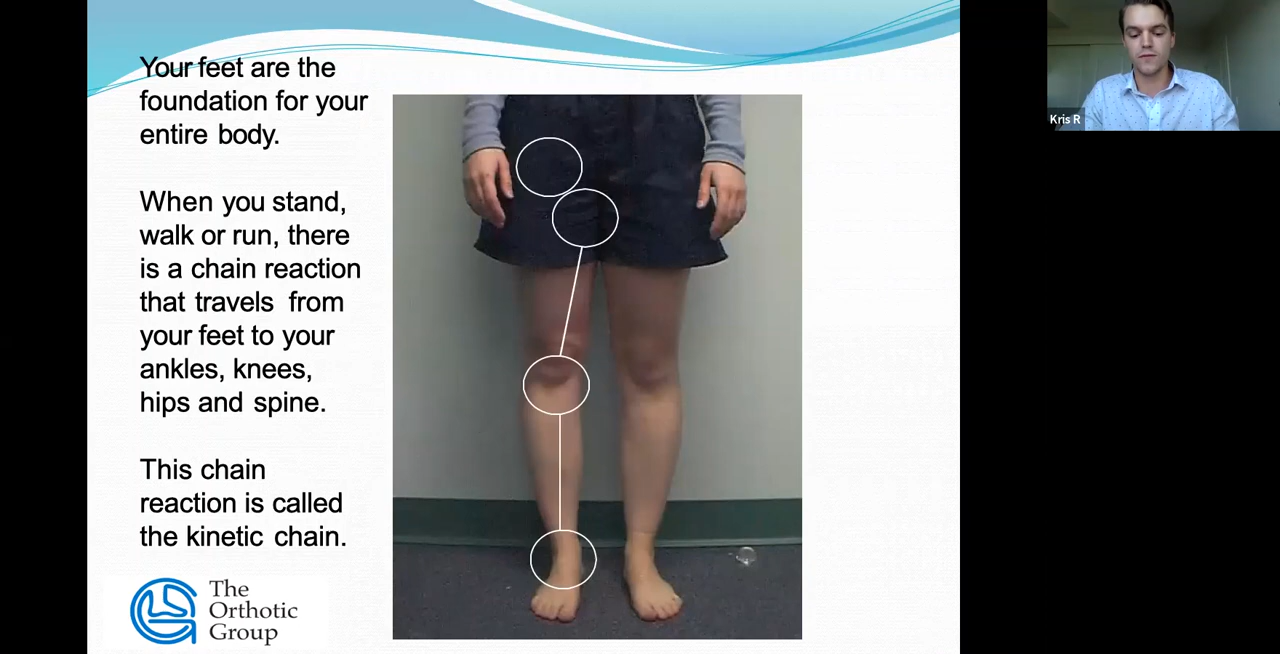 Your feet are the
foundation for your
entire body.
When you stand,
walk or run, there
is a chain reaction
that travels from
your feet to your
ankles, knees,
hips and spine.
This chain
reaction is called
the kinetic chain.
The
Orthotic
Group
Kris R